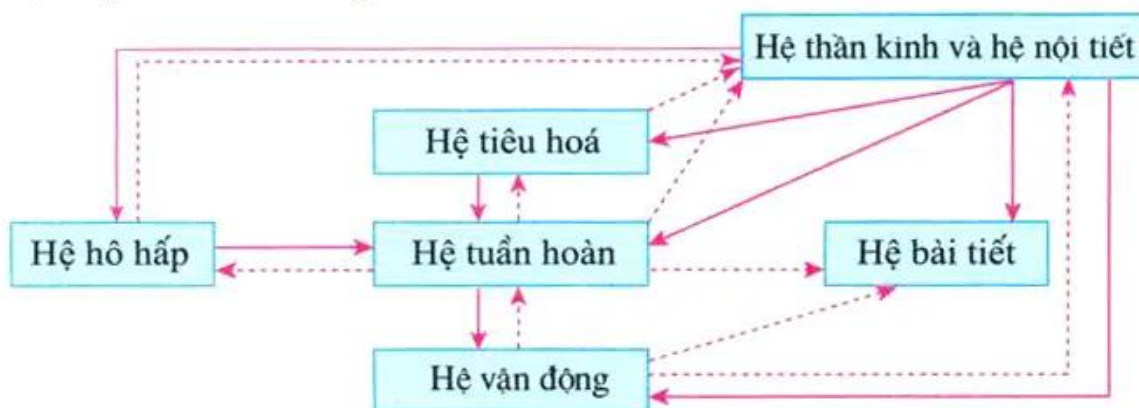 Hệ thần kinh và hệ nội tiết
Hệ tiêu hoá
Hệ hô hấp
Hệ tuần hoàn
Hệ bài tiết
Hệ vận động